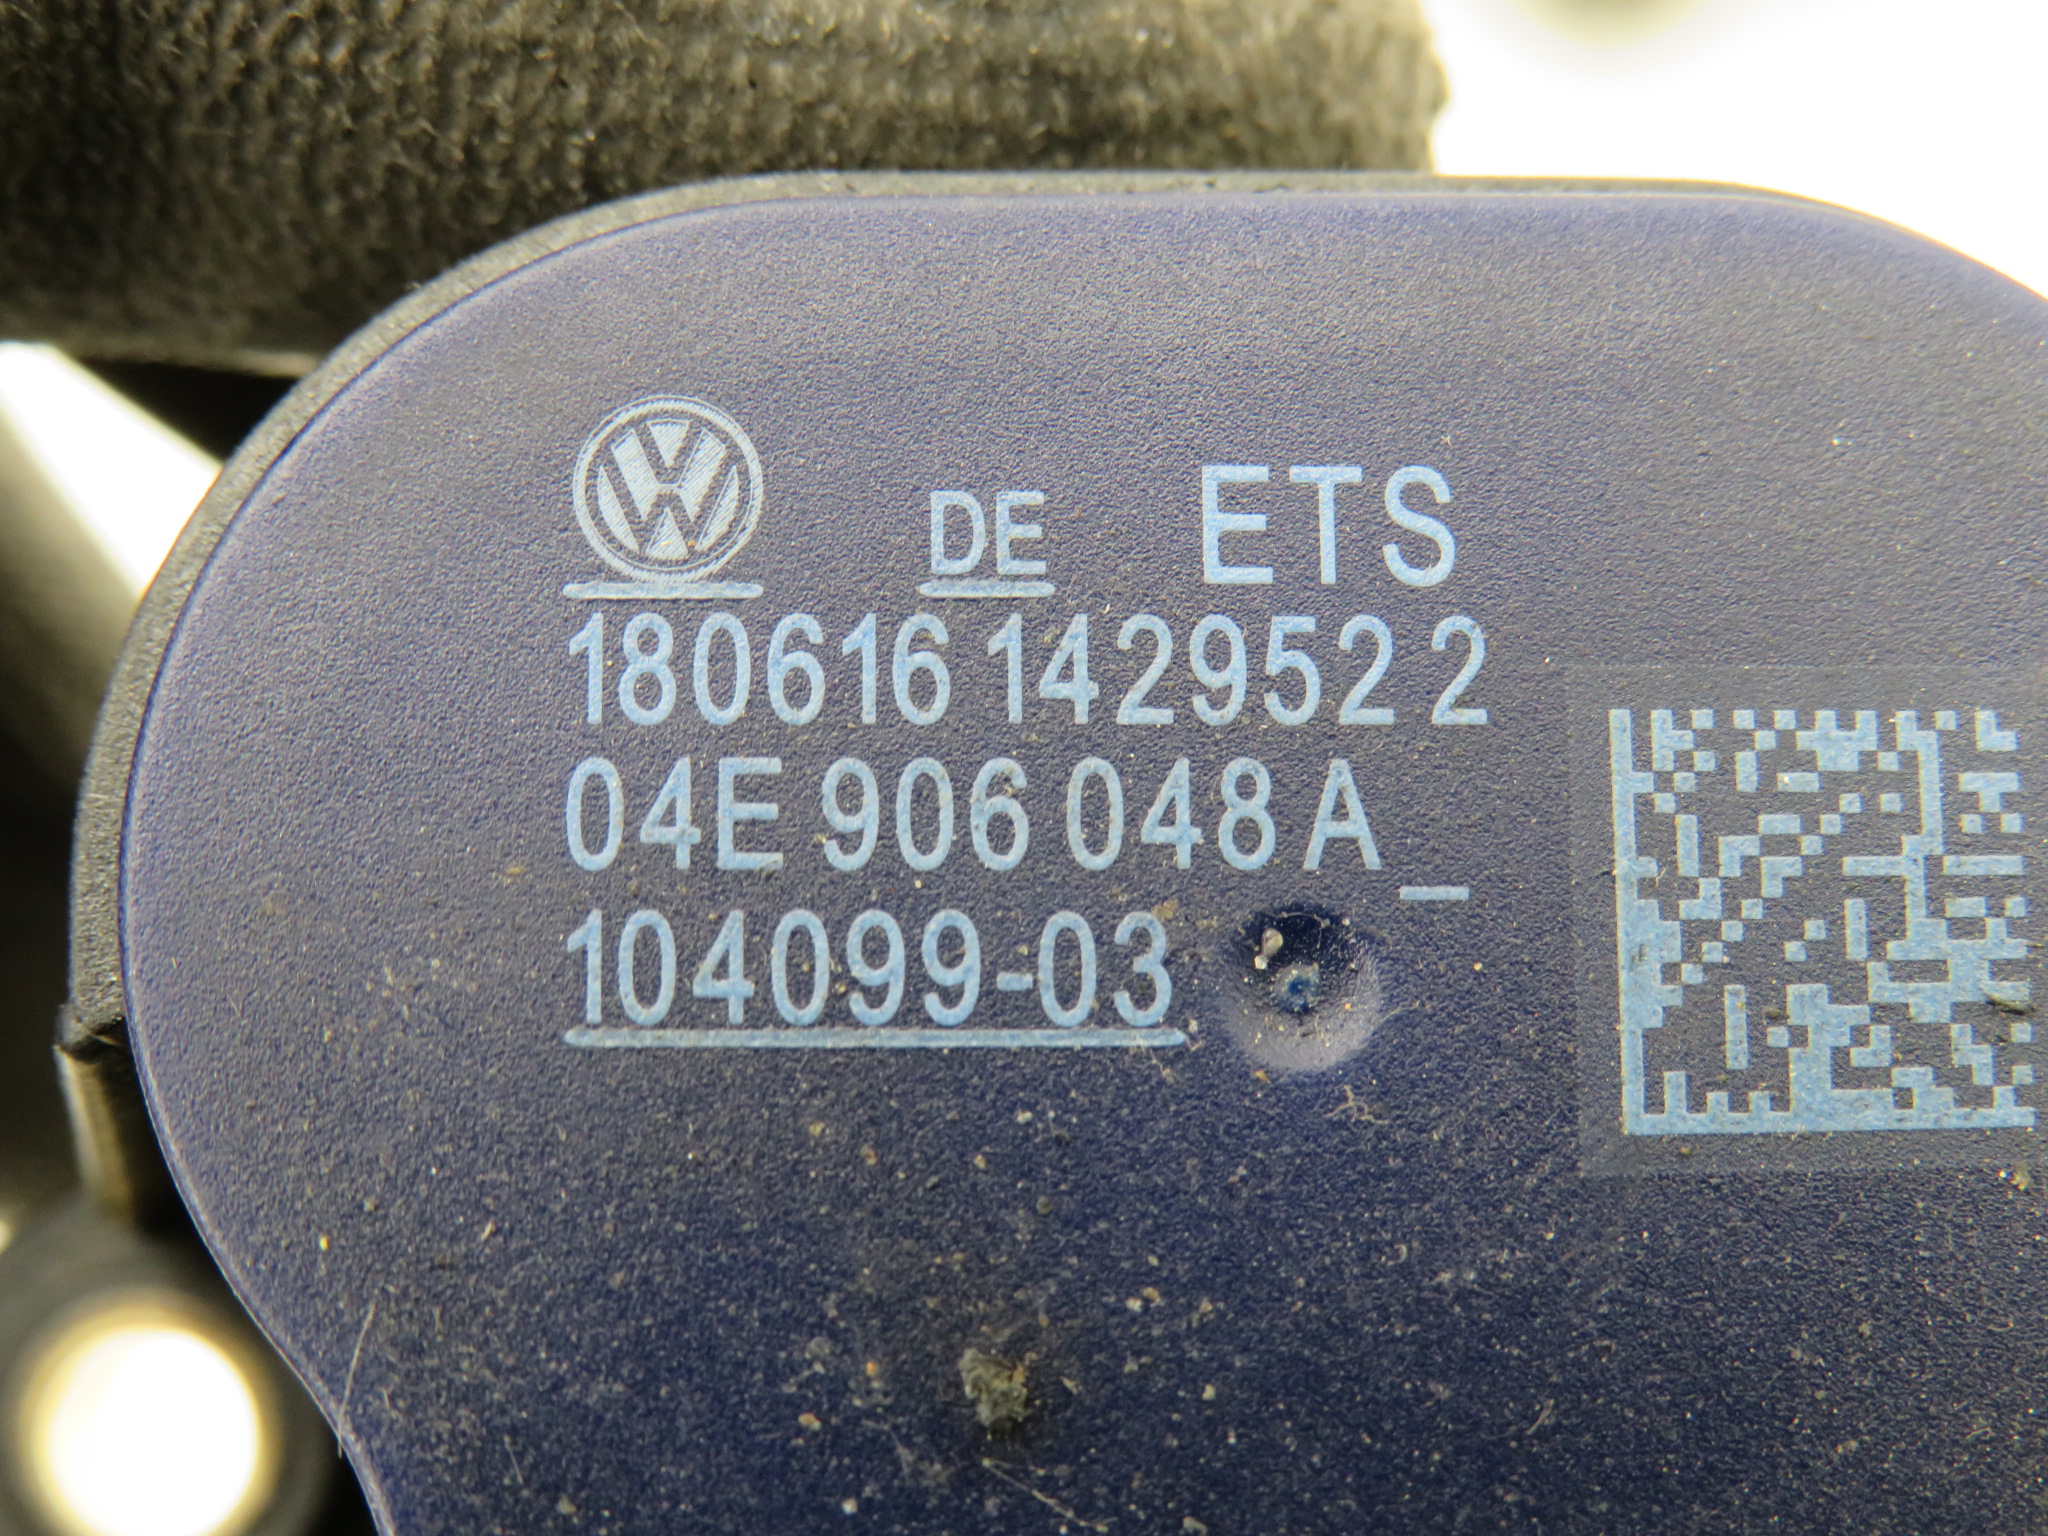 DE ETS
180616 142952 2
04E 906 048 A _
104099-03